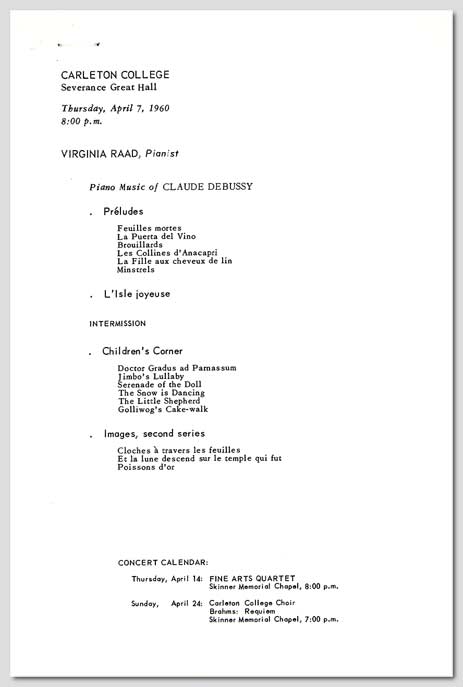 CARLETON COLLEGE
Severance Great Hall
Thursday, April 7, 1960
8:00 p.m.
VIRGINIA RAAD, Pianist
Piano Music of CLAUDE DEBUSSY
. Préludes
Feuilles mortes
La Puerta del Vino
Brouillards
Les Collines d'Anacapri
La Fille aux cheveux de lin
Minstrels
. L'Isle joyeuse
INTERMISSION
. Children's Corner
Doctor Gradus ad Parnassum
Jimbo's Lullaby
Serenade of the Doll
The Snow is Dancing
The Little Shepherd
Golliwog's Cake-walk
. Images, second series
Cloches à travers les feuilles
Et la lune descend sur le temple qui fut
Poissons d'or
CONCERT CALENDAR:
Thursday, April 14: FINE ARTS QUARTET
Skinner Memorial Chapel, 8:00 p.m.
Sunday, April 24: Carleton College Choir
Brahms: Requiem
Skinner Memorial Chapel, 7:00 p.m.